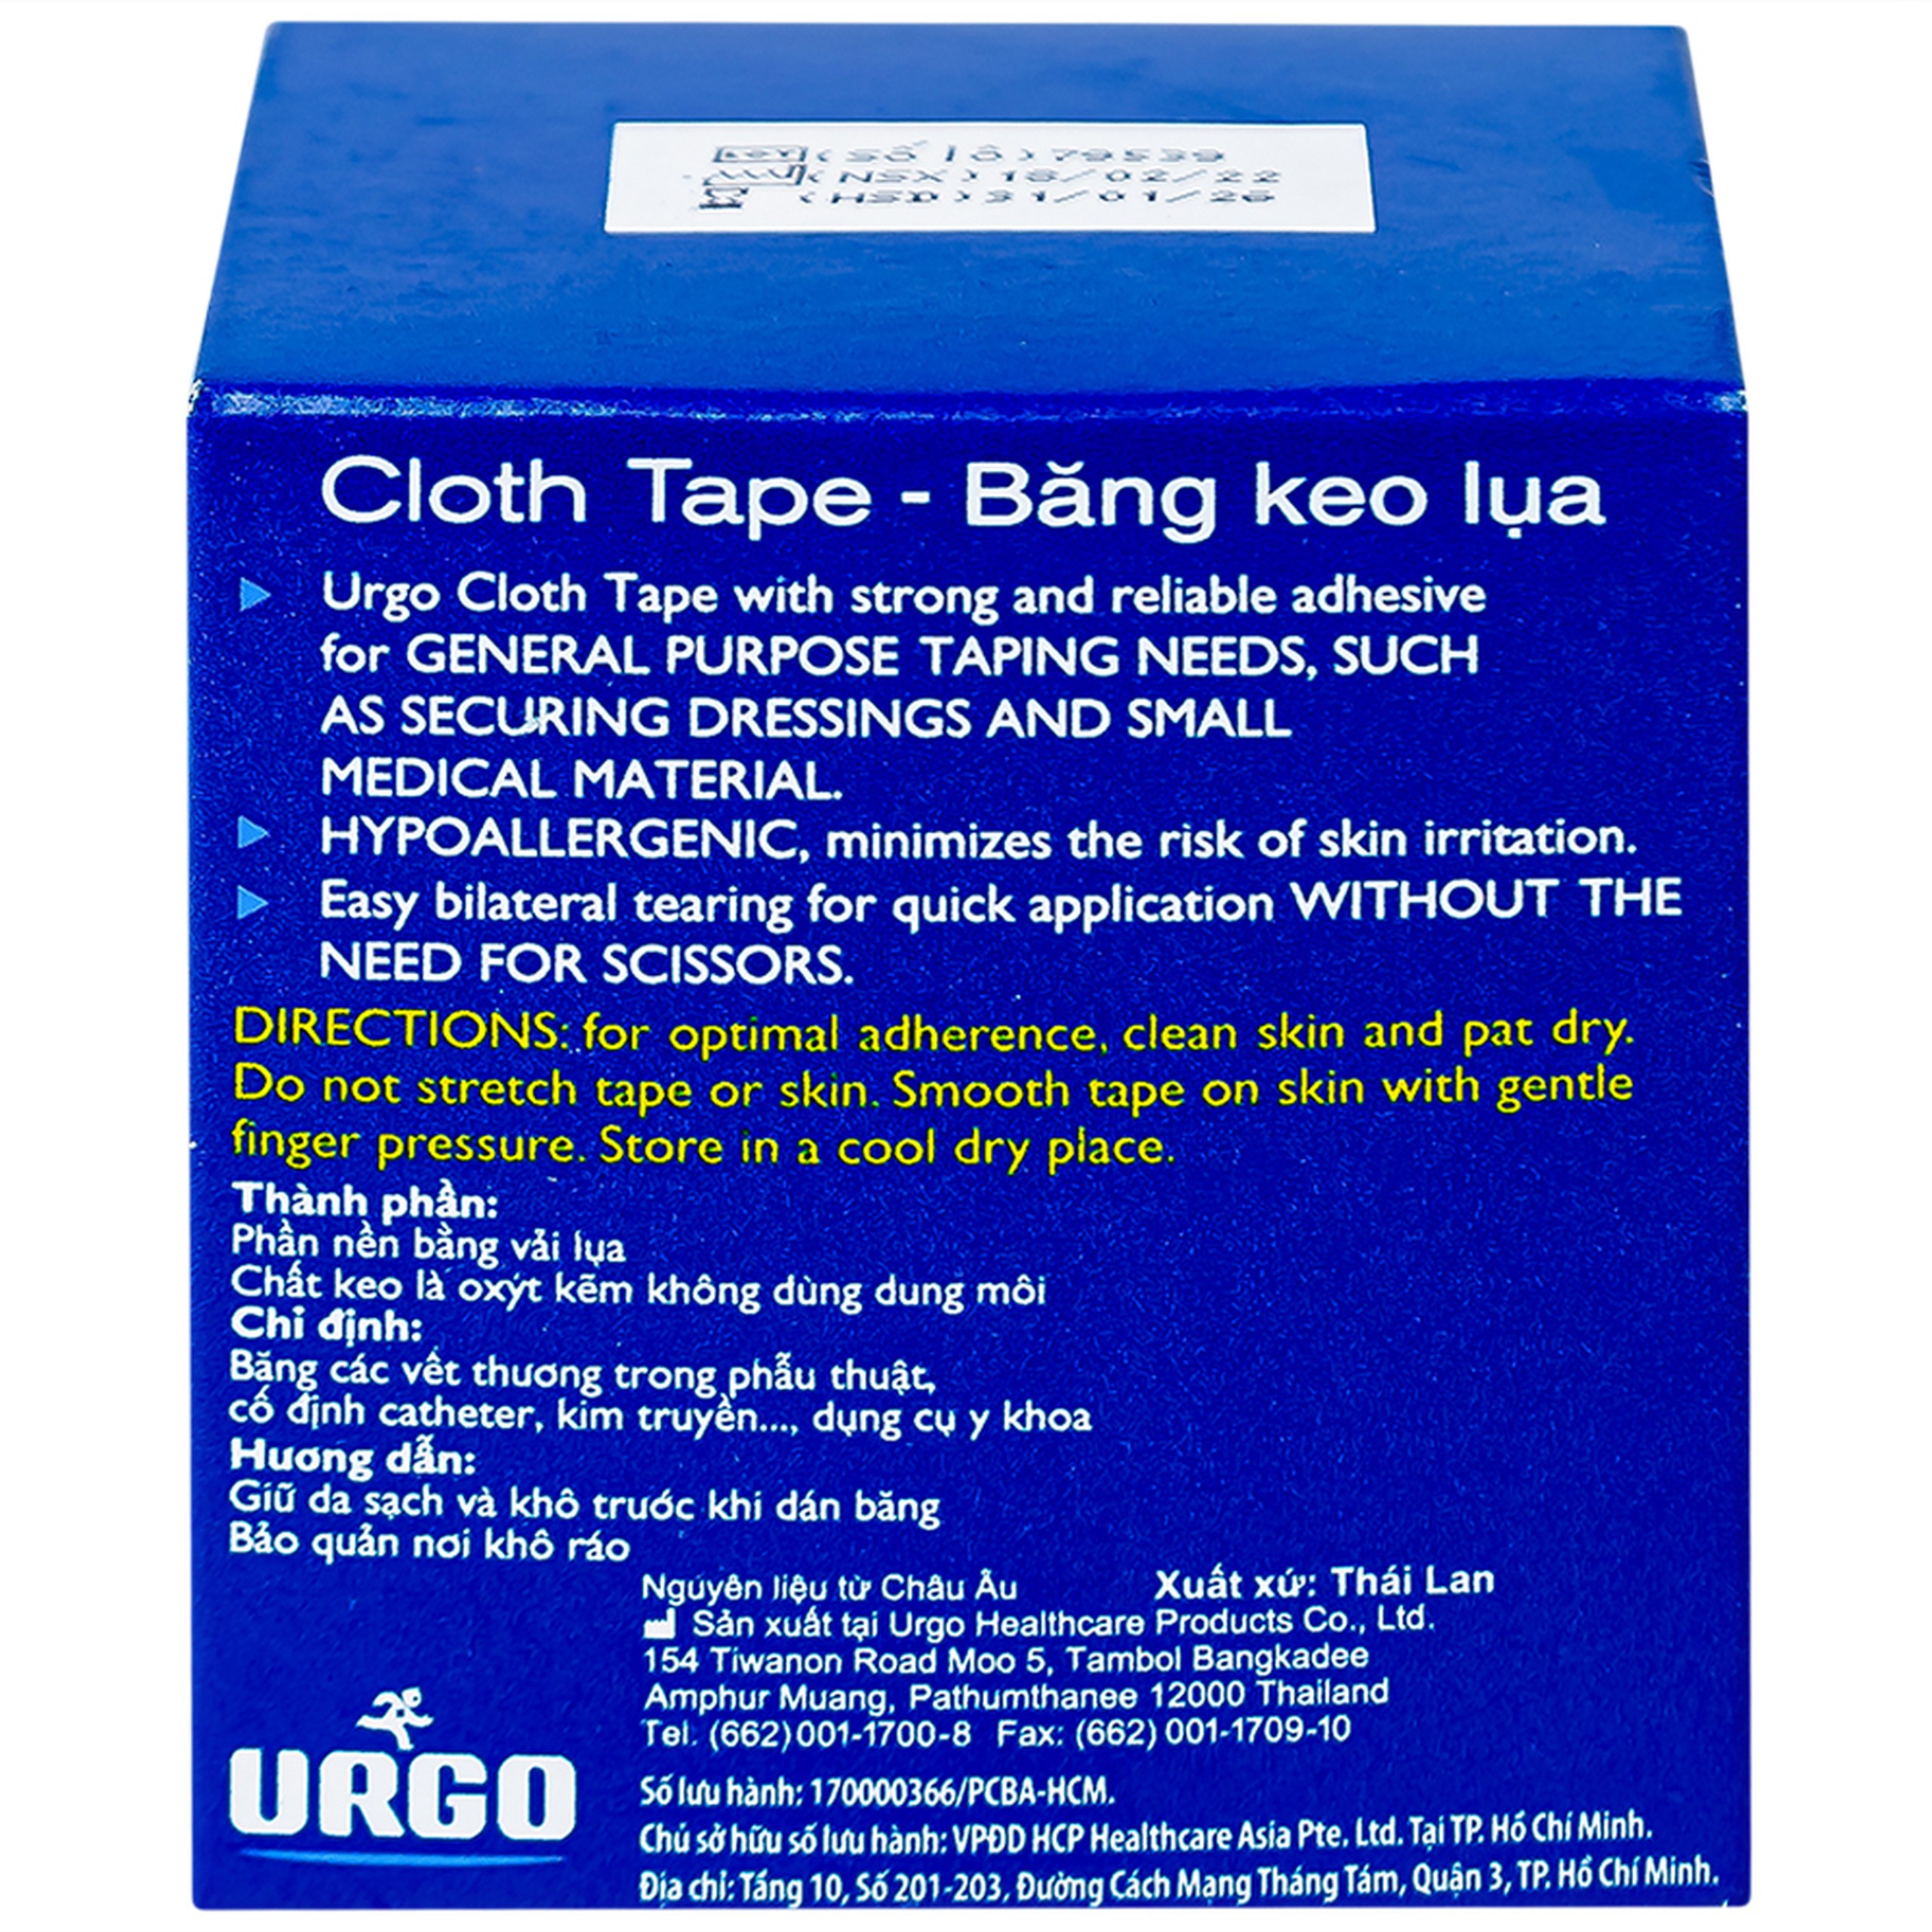 LOT (Số lô) 79539
(NSX) 16/02/22
(HSD) 31/01/26
Cloth Tape - Băng keo lụa
Urgo Cloth Tape with strong and reliable adhesive
for GENERAL PURPOSE TAPING NEEDS, SUCH
AS SECURING DRESSINGS AND SMALL
MEDICAL MATERIAL.
HYPOALLERGENIC, minimizes the risk of skin irritation.
Easy bilateral tearing for quick application WITHOUT THE
NEED FOR SCISSORS.
DIRECTIONS: for optimal adherence, clean skin and pat dry.
Do not stretch tape or skin. Smooth tape on skin with gentle
finger pressure. Store in a cool dry place.
Thành phần:
Phần nền bằng vải lụa
Chất keo là oxýt kẽm không dùng dung môi
Chỉ định:
Băng các vết thương trong phẫu thuật,
cố định catheter, kim truyền..., dụng cụ y khoa
Hương dẫn:
Giữ da sạch và khô trước khi dán băng
Bảo quản nơi khô ráo
Nguyên liệu từ Châu Âu Xuất xứ: Thái Lan
Sản xuất tại Urgo Healthcare Products Co., Ltd.
154 Tiwanon Road Moo 5, Tambol Bangkadee
Amphur Muang, Pathumthanee 12000 Thailand
Tel. (662) 001-1700-8 Fax: (662) 001-1709-10
URGO
Số lưu hành: 170000366/PCBA-HCM.
Chủ sở hữu số lưu hành: VPĐD HCP Healthcare Asia Pte. Ltd. Tại TP. Hồ Chí Minh.
Địa chỉ: Tầng 10, Số 201-203, Đường Cách Mạng Tháng Tám, Quận 3, TP. Hồ Chí Minh.